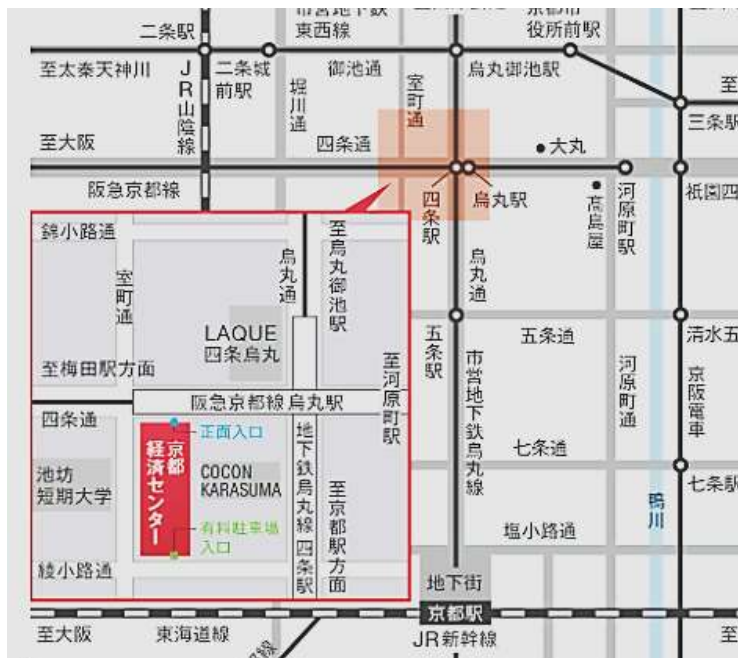 二条駅
市営地下鉄
東西線
京都市
役所前駅
至太秦天神川
JR山陰線
二条城
前駅
堀川通
御池通
室町通
烏丸御池駅
至
三条駅
至大阪
四条通
大丸
阪急京都線
四条駅
烏丸駅
高島屋
河原町駅
祇園四
錦小路通
室町通
烏丸通
至烏丸御池駅
烏丸通
LAQUE
四条烏丸
五条駅
五条通
清水五
至梅田駅方面
至河原町駅
市営地下鉄烏丸線
河原町通
京阪電車
阪急京都線 烏丸駅
四条通
正面入口
京都
経済センター
池坊
短期大学
COCON
KARASUMA
地下鉄烏丸線 四条駅
至京都駅方面
七条通
七条駅
鴨川
有料駐車場
入口
塩小路通
綾小路通
地下街
京都駅
至大阪
東海道線
JR新幹線
至